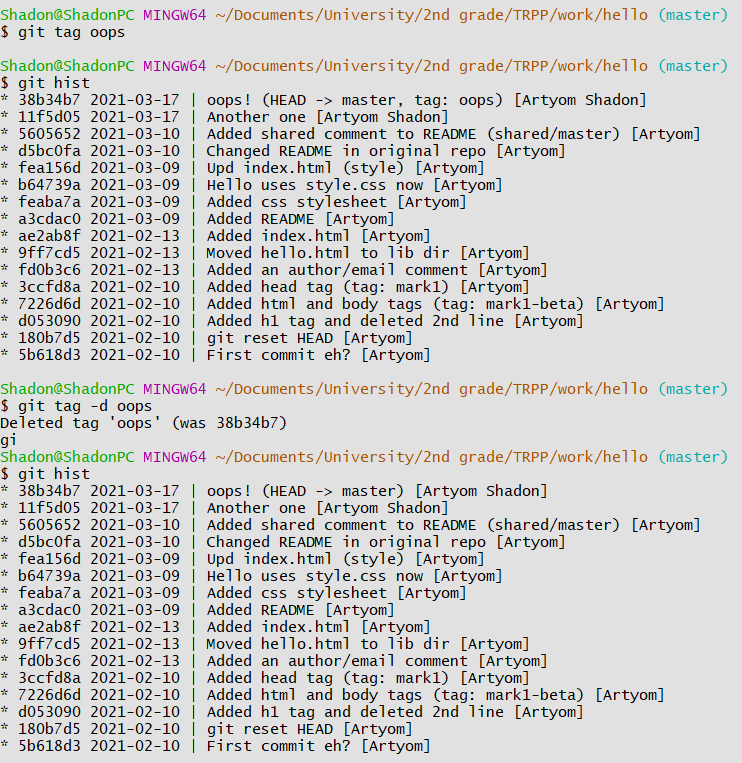 Shadon@ShadonPC MINGW64 ~/Documents/University/2nd grade/TRPP/work/hello (master)
$ git tag oops
Shadon@ShadonPC MINGW64 ~/Documents/University/2nd grade/TRPP/work/hello (master)
$ git hist
* 38b34b7 2021-03-17 | oops! (HEAD -> master, tag: oops) [Artyom Shadon]
* 11f5d05 2021-03-17 | Another one [Artyom Shadon]
* 5605652 2021-03-10 | Added shared comment to README (shared/master) [Artyom]
* d5bc0fa 2021-03-10 | Changed README in original repo [Artyom]
* fea156d 2021-03-09 | Upd index.html (style) [Artyom]
* b64739a 2021-03-09 | Hello uses style.css now [Artyom]
* feaba7a 2021-03-09 | Added css stylesheet [Artyom]
* a3cdac0 2021-03-09 | Added README [Artyom]
* ae2ab8f 2021-02-13 | Added index.html [Artyom]
* 9ff7cd5 2021-02-13 | Moved hello.html to lib dir [Artyom]
* fd0b3c6 2021-02-13 | Added an author/email comment [Artyom]
* 3ccfd8a 2021-02-10 | Added head tag (tag: mark1) [Artyom]
* 7226d6d 2021-02-10 | Added html and body tags (tag: mark1-beta) [Artyom]
* d053090 2021-02-10 | Added h1 tag and deleted 2nd line [Artyom]
* 180b7d5 2021-02-10 | git reset HEAD [Artyom]
* 5b618d3 2021-02-10 | First commit eh? [Artyom]
Shadon@ShadonPC MINGW64 ~/Documents/University/2nd grade/TRPP/work/hello (master)
$ git tag -d oops
Deleted tag 'oops' (was 38b34b7)
gi
Shadon@ShadonPC MINGW64 ~/Documents/University/2nd grade/TRPP/work/hello (master)
$ git hist
* 38b34b7 2021-03-17 | oops! (HEAD -> master) [Artyom Shadon]
* 11f5d05 2021-03-17 | Another one [Artyom Shadon]
* 5605652 2021-03-10 | Added shared comment to README (shared/master) [Artyom]
* d5bc0fa 2021-03-10 | Changed README in original repo [Artyom]
* fea156d 2021-03-09 | Upd index.html (style) [Artyom]
* b64739a 2021-03-09 | Hello uses style.css now [Artyom]
* feaba7a 2021-03-09 | Added css stylesheet [Artyom]
* a3cdac0 2021-03-09 | Added README [Artyom]
* ae2ab8f 2021-02-13 | Added index.html [Artyom]
* 9ff7cd5 2021-02-13 | Moved hello.html to lib dir [Artyom]
* fd0b3c6 2021-02-13 | Added an author/email comment [Artyom]
* 3ccfd8a 2021-02-10 | Added head tag (tag: mark1) [Artyom]
* 7226d6d 2021-02-10 | Added html and body tags (tag: mark1-beta) [Artyom]
* d053090 2021-02-10 | Added h1 tag and deleted 2nd line [Artyom]
* 180b7d5 2021-02-10 | git reset HEAD [Artyom]
* 5b618d3 2021-02-10 | First commit eh? [Artyom]